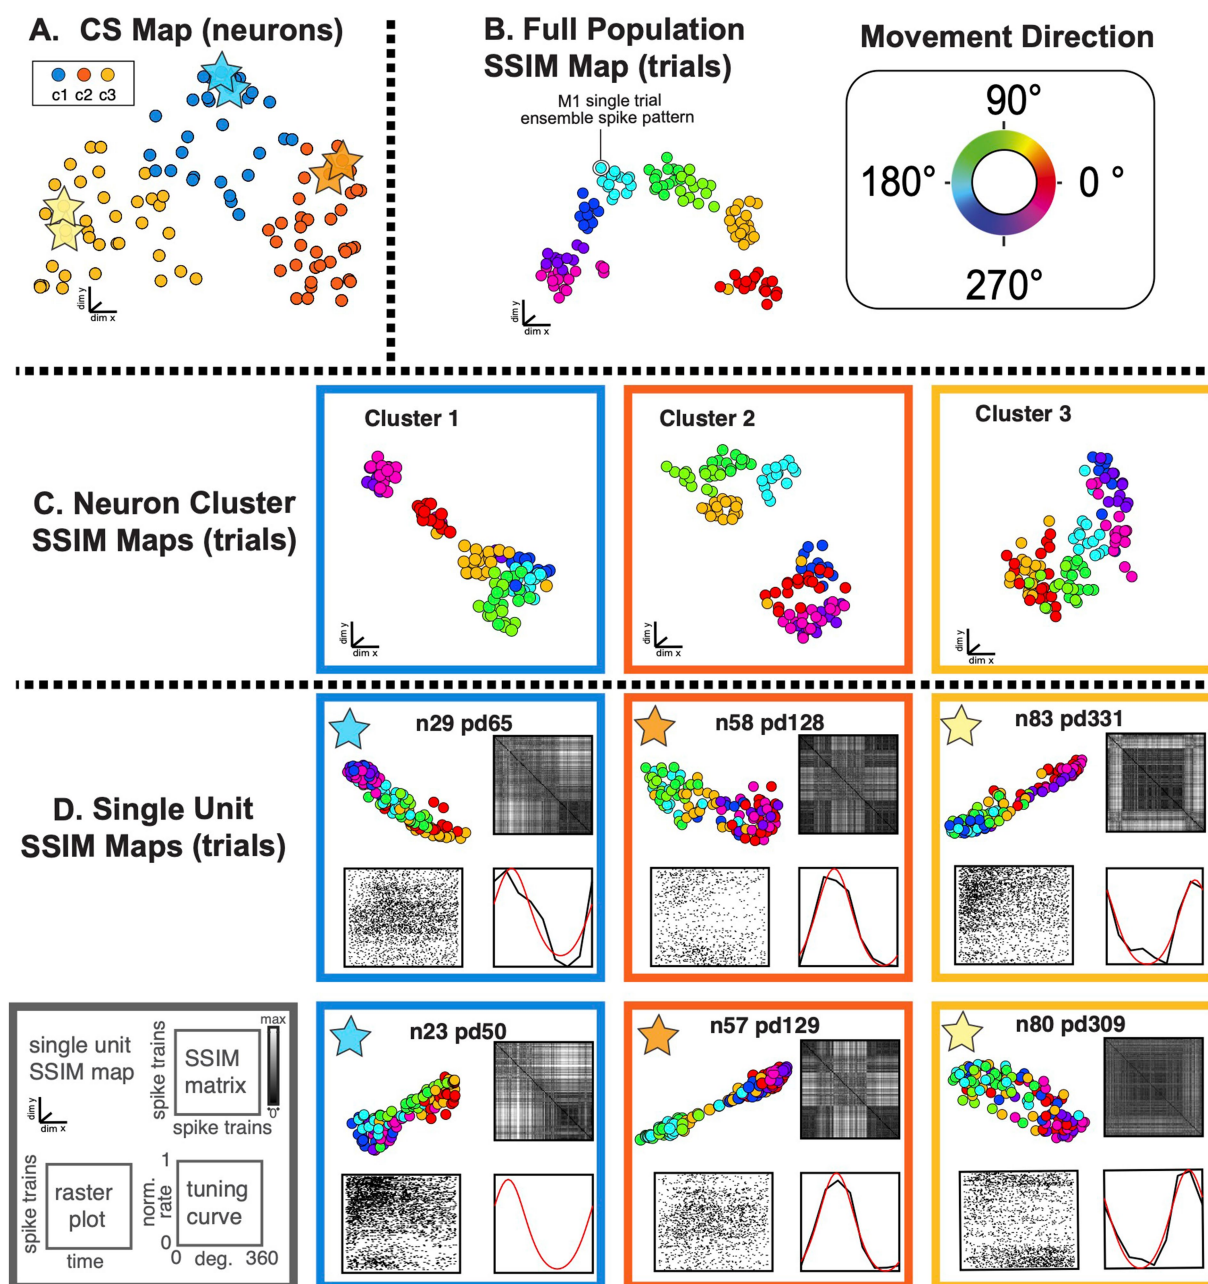 A. CS Map (neurons)
c1 c2 c3
dim y
dim x
B. Full Population
SSIM Map (trials)
M1 single trial
ensemble spike pattern
dim y
dim x
Movement Direction
90°
180°
0 °
270°
C. Neuron Cluster
SSIM Maps (trials)
Cluster 1
dim y
dim x
Cluster 2
dim y
dim x
Cluster 3
dim y
dim x
D. Single Unit
SSIM Maps (trials)
n29 pd65
n58 pd128
n83 pd331
n23 pd50
n57 pd129
n80 pd309
single unit
SSIM map
dim y
dim x
spike trains
SSIM
matrix
spike trains
max
spike trains
raster
plot
time
norm.
rate
1
0
tuning
curve
0 deg. 360